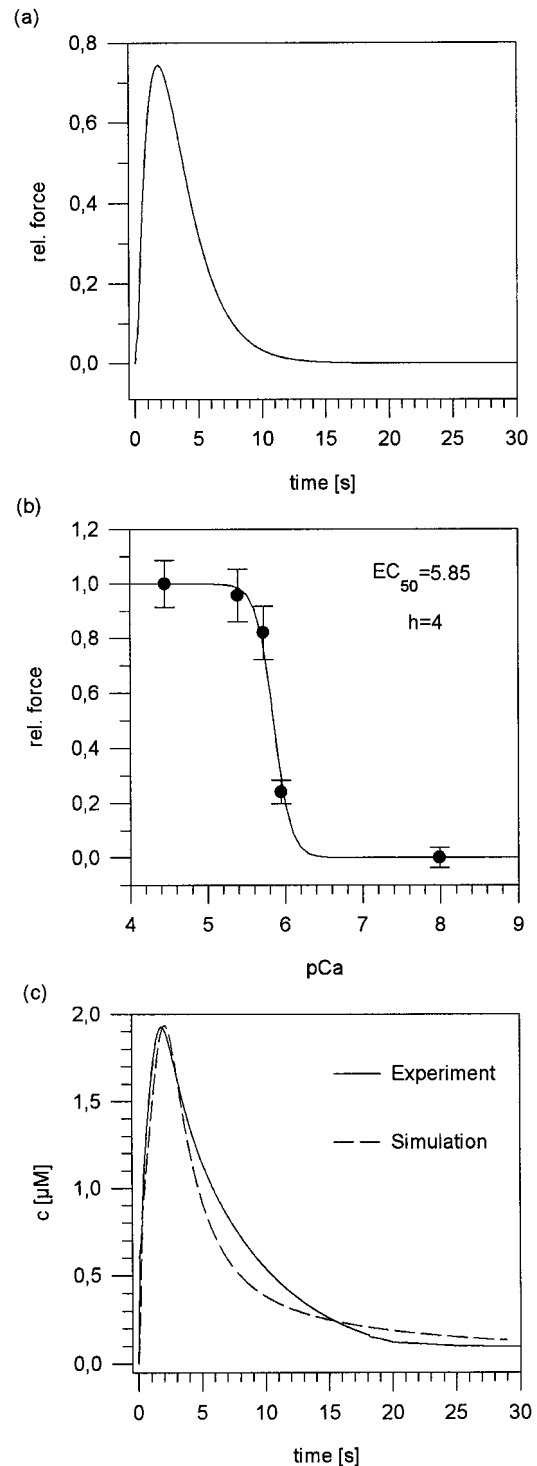 (a)
0,8
0,6
0,4
0,2
0,0
rel. force
0 5 10 15 20 25 30
time [s]
(b)
1,2
1,0
0,8
0,6
0,4
0,2
0,0
rel. force
EC50=5.85
h=4
4 5 6 7 8 9
pCa
(c)
2,0
1,5
1,0
0,5
0,0
c [µM]
Experiment
Simulation
0 5 10 15 20 25 30
time [s]